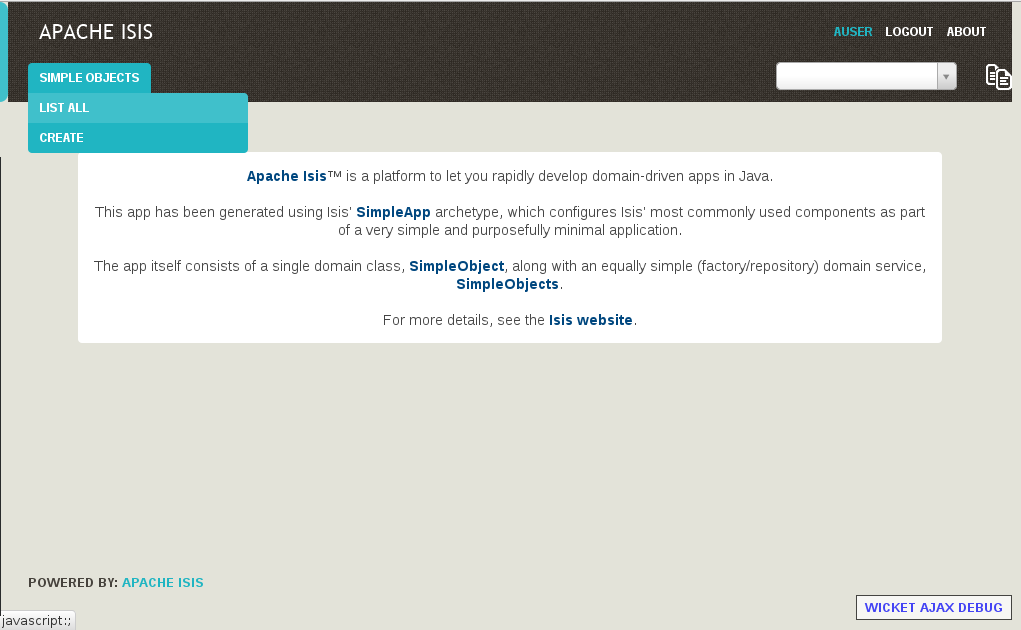 APACHE ISIS
AUSER LOGOUT ABOUT
SIMPLE OBJECTS
LIST ALL
CREATE
Apache Isis™ is a platform to let you rapidly develop domain-driven apps in Java.
This app has been generated using Isis' SimpleApp archetype, which configures Isis' most commonly used components as part
of a very simple and purposefully minimal application.
The app itself consists of a single domain class, SimpleObject, along with an equally simple (factory/repository) domain service,
SimpleObjects.
For more details, see the Isis website.
POWERED BY: APACHE ISIS
WICKET AJAX DEBUG
javascript:;